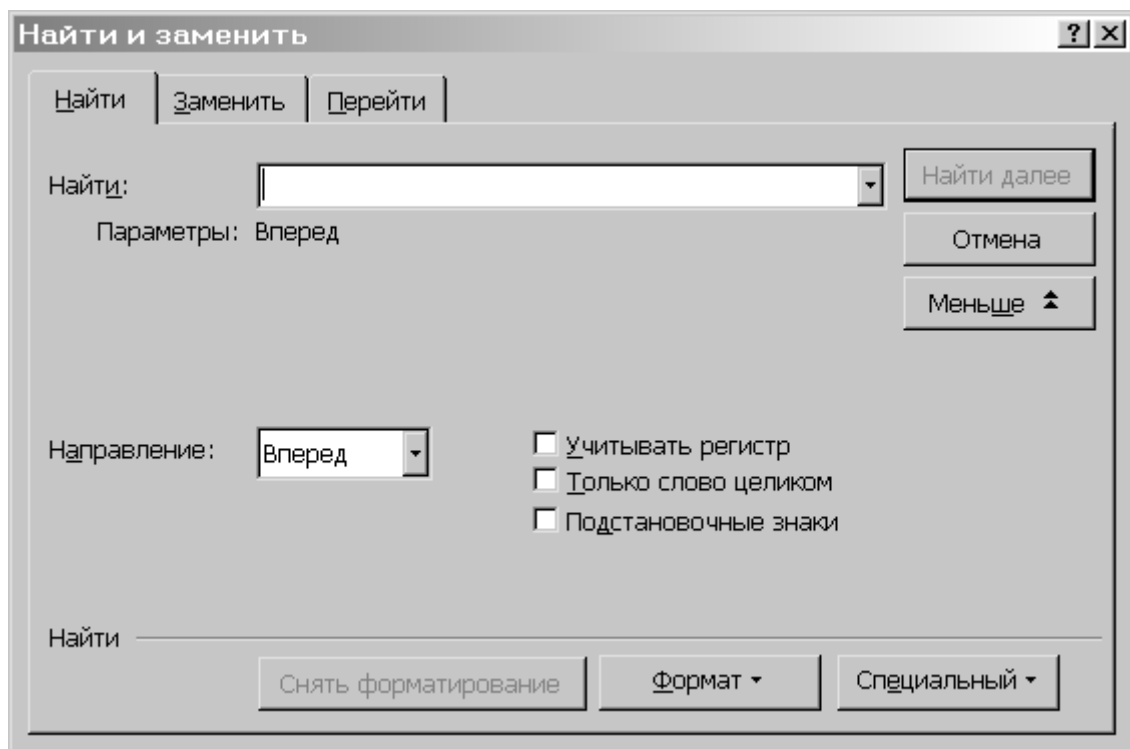 Найти и заменить
Найти Заменить Перейти
Найти: Найти далее
Параметры: Вперед
Отмена
Меньше
Направление: Вперед
Учитывать регистр
Только слово целиком
Подстановочные знаки
Найти
Снять форматирование Формат Специальный